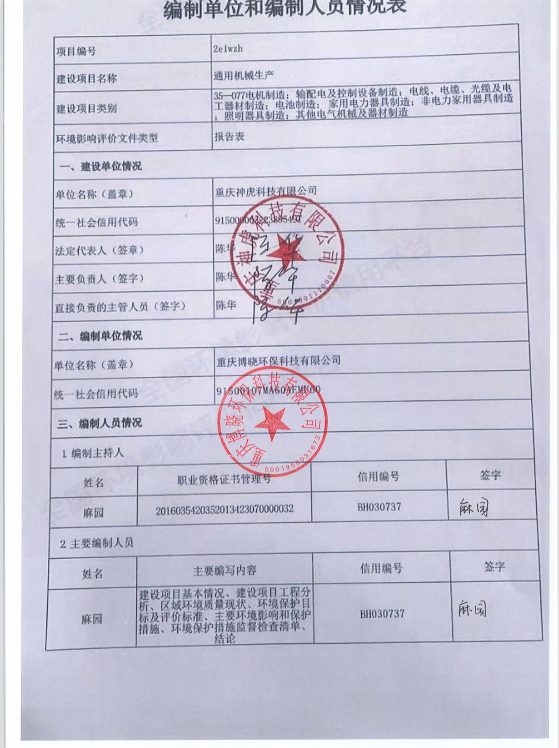 编制单位和编制人员情况表
项目编号 2elwzh
建设项目名称 通用机械生产
建设项目类别 35—077电机制造；输配电及控制设备制造；电线、电缆、光缆及电
工器材制造；电池制造；家用电力器具制造；非电力家用器具制造
；照明器具制造；其他电气机械及器材制造
环境影响评价文件类型 报告表
一、建设单位情况
单位名称（盖章） 重庆神虎科技有限公司
统一社会信用代码
法定代表人（签章） 陈华
主要负责人（签字） 陈华
直接负责的主管人员（签字） 陈华
二、编制单位情况
单位名称（盖章） 重庆博晓环保科技有限公司
统一社会信用代码
三、编制人员情况
1 编制主持人
姓名 职业资格证书管理号 信用编号 签字
麻园 2016035420352013423070000032 BH030737 麻园
2 主要编制人员
姓名 主要编写内容 信用编号 签字
麻园 建设项目基本情况、建设项目工程分
析、区域环境质量现状、环境保护目
标及评价标准、主要环境影响和保护
措施、环境保护措施监督检查清单、
结论 BH030737 麻园